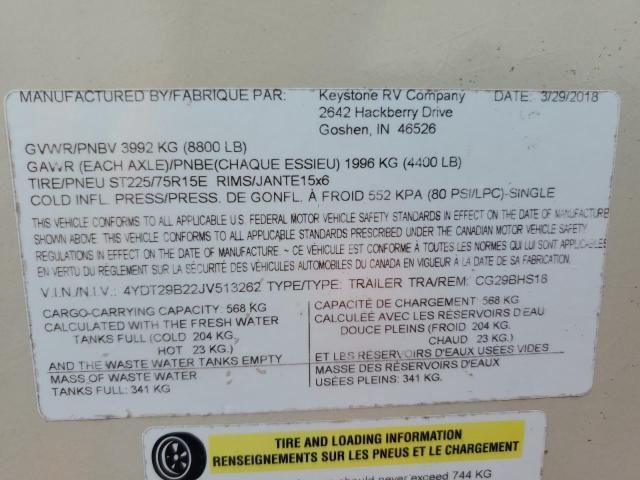 MANUFACTURED BY/FABRIQUE PAR: Keystone RV Company DATE: 3/29/2018
2642 Hackberry Drive
Goshen, IN 46526
GVWR/PNBV 3992 KG (8800 LB)
GAWR (EACH AXLE)/PNBE(CHAQUE ESSIEU) 1996 KG (4400 LB)
TIRE/PNEU ST225/75R15E RIMS/JANTE15x6
COLD INFL. PRESS/PRESS. DE GONFL. À FROID 552 KPA (80 PSI/LPC)-SINGLE
THIS VEHICLE CONFORMS TO ALL APPLICABLE U.S. FEDERAL MOTOR VEHICLE SAFETY STANDARDS IN EFFECT ON THE DATE OF MANUFACTURE
SHOWN ABOVE. THIS VEHICLE CONFORMS TO ALL APPLICABLE STANDARDS PRESCRIBED UNDER THE CANADIAN MOTOR VEHICLE SAFETY
REGULATIONS IN EFFECT ON THE DATE OF MANUFACTURE. ~ CE VÉHICULE EST CONFORME À TOUTES LES NORMES QUI LUI SONT APPLICABLES
EN VERTU DU REGLEMENT SUR LA SÉCURITÉ DES VÉHICULES AUTOMOBILES DU CANADA EN VIGUEUR À LA DATE DE SA FABRICATION
V.I.N./N.I.V.: 4YDT29B22JV513262 TYPE/TYPE: TRAILER TRA/REM: CG29BHS18
CARGO-CARRYING CAPACITY: 568 KG
CALCULATED WITH THE FRESH WATER
TANKS FULL (COLD 204 KG.
HOT 23 KG.)
AND THE WASTE WATER TANKS EMPTY
MASS OF WASTE WATER
TANKS FULL: 341 KG.
CAPACITÉ DE CHARGEMENT: 568 KG
CALCULÉE AVEC LES RÉSERVOIRS D'EAU
DOUCE PLEINS (FROID 204 KG.
CHAUD 23 KG.)
ET LES RÉSERVOIRS D'EAUX USÉES VIDES
MASSE DES RÉSERVOIRS D'EAUX
USÉES PLEINS: 341 KG.
TIRE AND LOADING INFORMATION
RENSEIGNEMENTS SUR LES PNEUS ET LE CHARGEMENT
should never exceed 744 KG